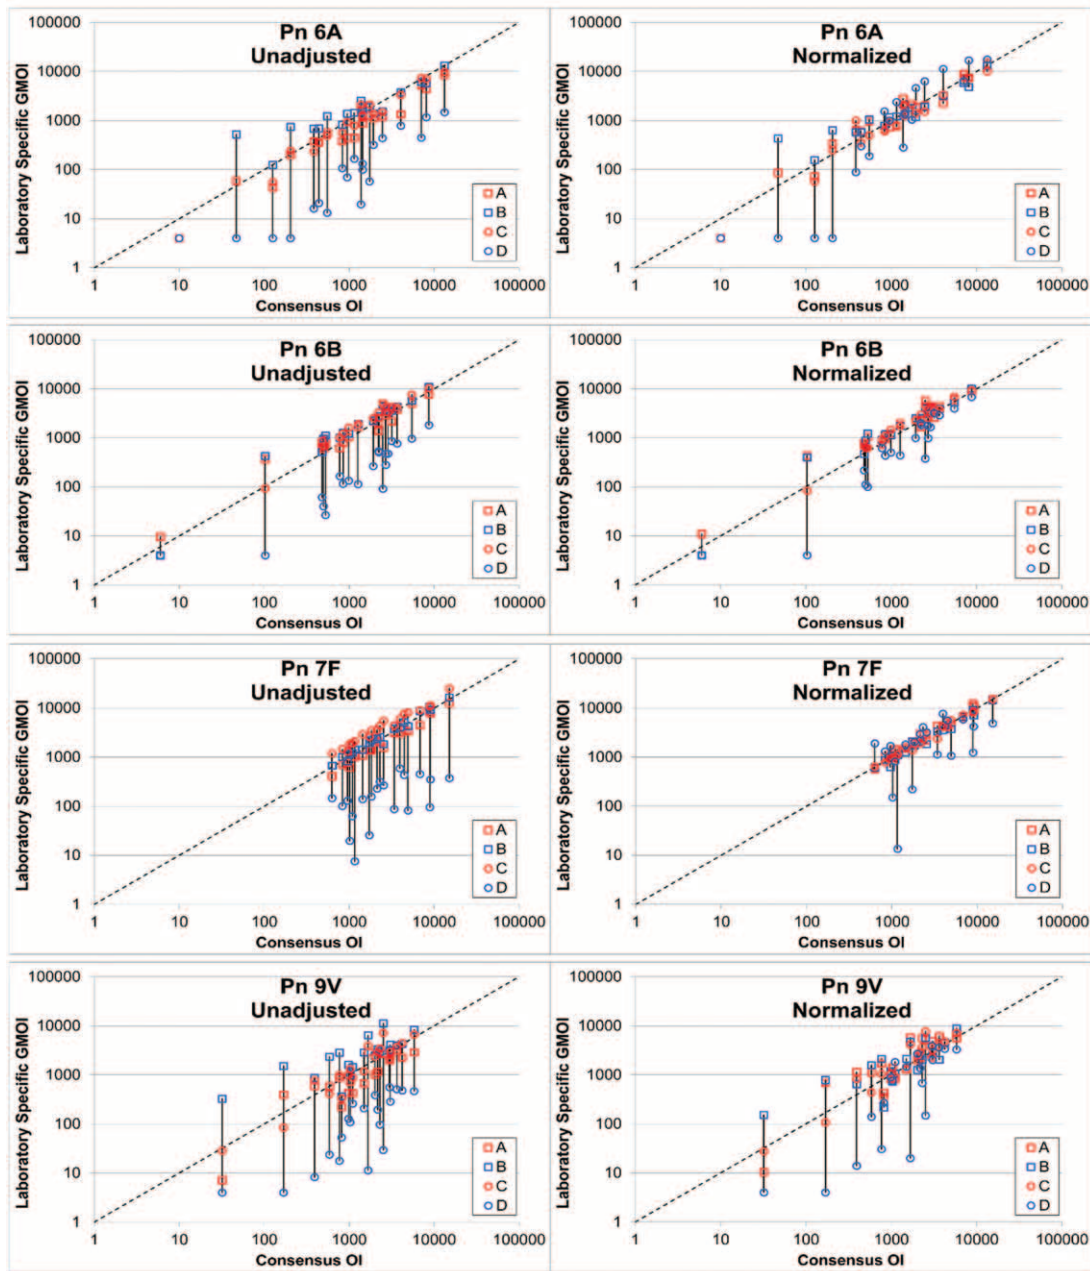 Pn 6A
Unadjusted
Laboratory Specific GMOI
100000
10000
1000
100
10
1
A
B
C
D
1 10 100 1000 10000 100000
Consensus OI
Pn 6A
Normalized
Laboratory Specific GMOI
100000
10000
1000
100
10
1
A
B
C
D
1 10 100 1000 10000 100000
Consensus OI
Pn 6B
Unadjusted
Laboratory Specific GMOI
100000
10000
1000
100
10
1
A
B
C
D
1 10 100 1000 10000 100000
Consensus OI
Pn 6B
Normalized
Laboratory Specific GMOI
100000
10000
1000
100
10
1
A
B
C
D
1 10 100 1000 10000 100000
Consensus OI
Pn 7F
Unadjusted
Laboratory Specific GMOI
100000
10000
1000
100
10
1
A
B
C
D
1 10 100 1000 10000 100000
Consensus OI
Pn 7F
Normalized
Laboratory Specific GMOI
100000
10000
1000
100
10
1
A
B
C
D
1 10 100 1000 10000 100000
Consensus OI
Pn 9V
Unadjusted
Laboratory Specific GMOI
100000
10000
1000
100
10
1
A
B
C
D
1 10 100 1000 10000 100000
Consensus OI
Pn 9V
Normalized
Laboratory Specific GMOI
100000
10000
1000
100
10
1
A
B
C
D
1 10 100 1000 10000 100000
Consensus OI